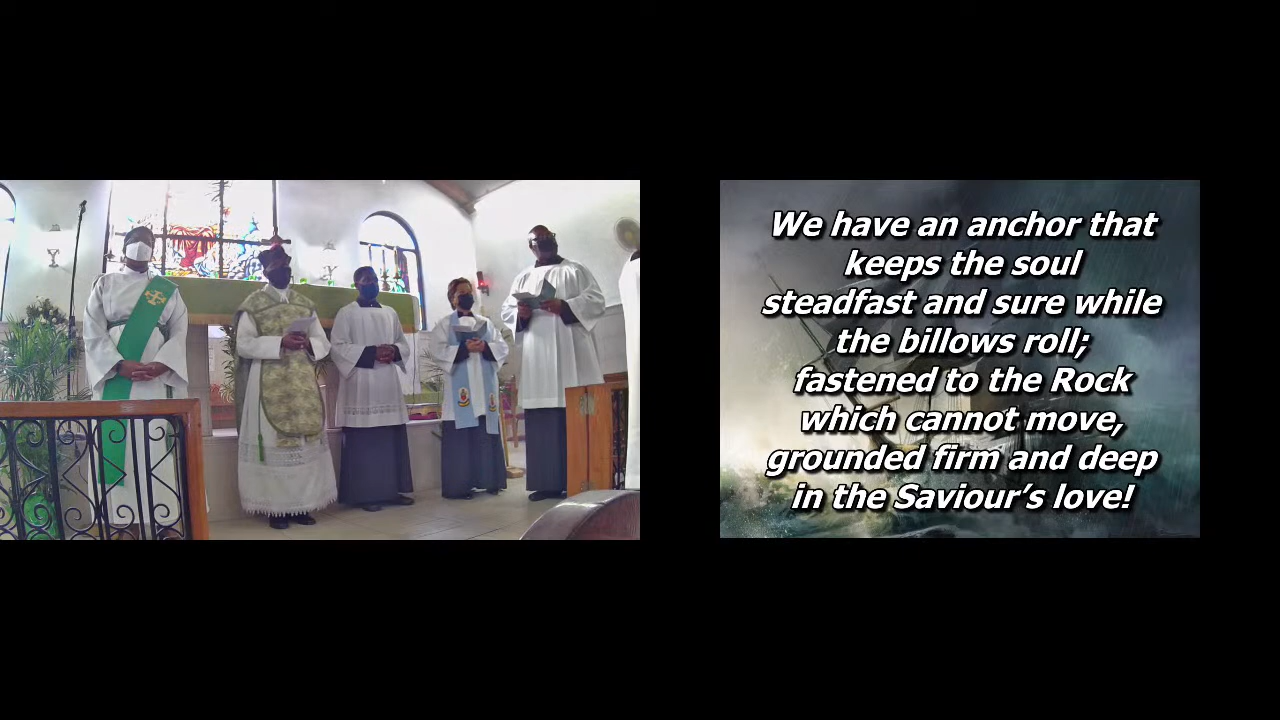 We have an anchor that
keeps the soul
steadfast and sure while
the billows roll;
fastened to the Rock
which cannot move,
grounded firm and deep
in the Saviour’s love!